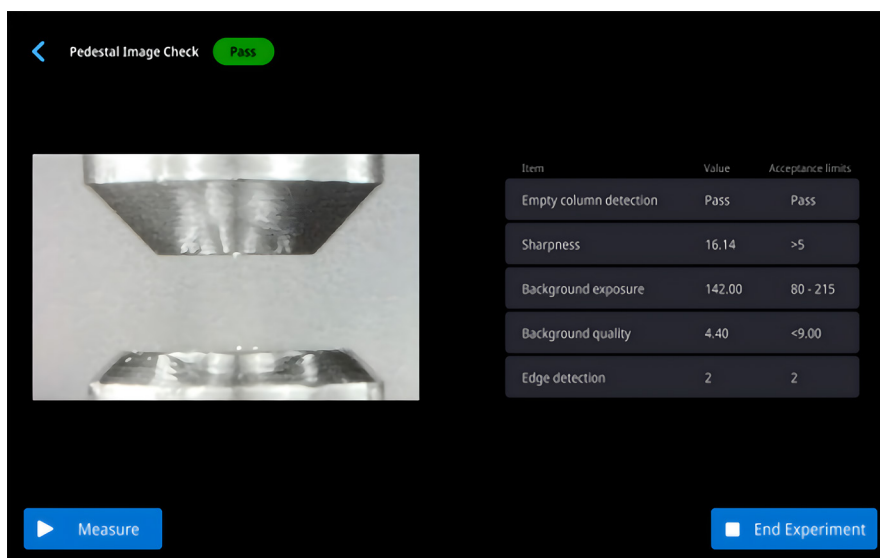 Pedestal Image Check Pass
Item Value Acceptance limits
Empty column detection Pass Pass
Sharpness 16.14 >5
Background exposure 142.00 80 - 215
Background quality 4.40 <9.00
Edge detection 2 2
Measure End Experiment